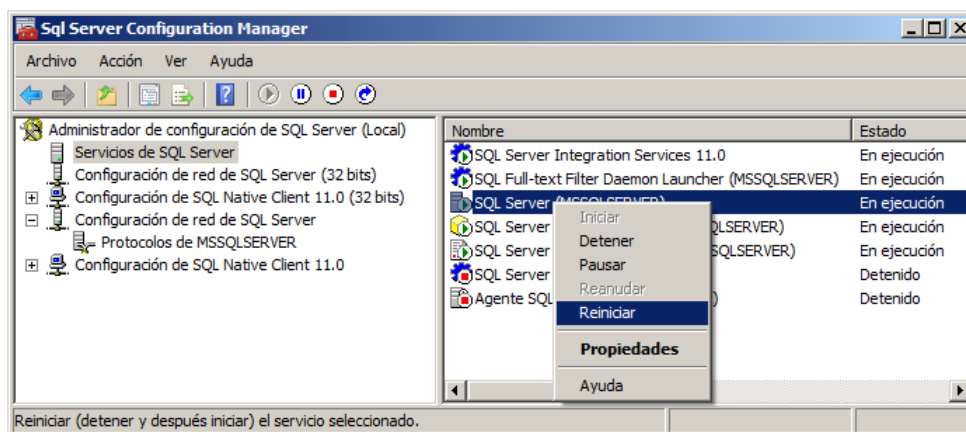 Sql Server Configuration Manager
Archivo Acción Ver Ayuda
Administrador de configuración de SQL Server (Local)
Servicios de SQL Server
Configuración de red de SQL Server (32 bits)
Configuración de SQL Native Client 11.0 (32 bits)
Configuración de red de SQL Server
Protocolos de MSSQLSERVER
Configuración de SQL Native Client 11.0
Nombre Estado
SQL Server Integration Services 11.0 En ejecución
SQL Full-text Filter Daemon Launcher (MSSQLSERVER) En ejecución
SQL Server (MSSQLSERVER) En ejecución
SQL Server QLSERVER) En ejecución
SQL Server SQLSERVER) En ejecución
SQL Server Detenido
Agente SQL ) Detenido
Iniciar
Detener
Pausar
Reanudar
Reiniciar
Propiedades
Ayuda
Reiniciar (detener y después iniciar) el servicio seleccionado.